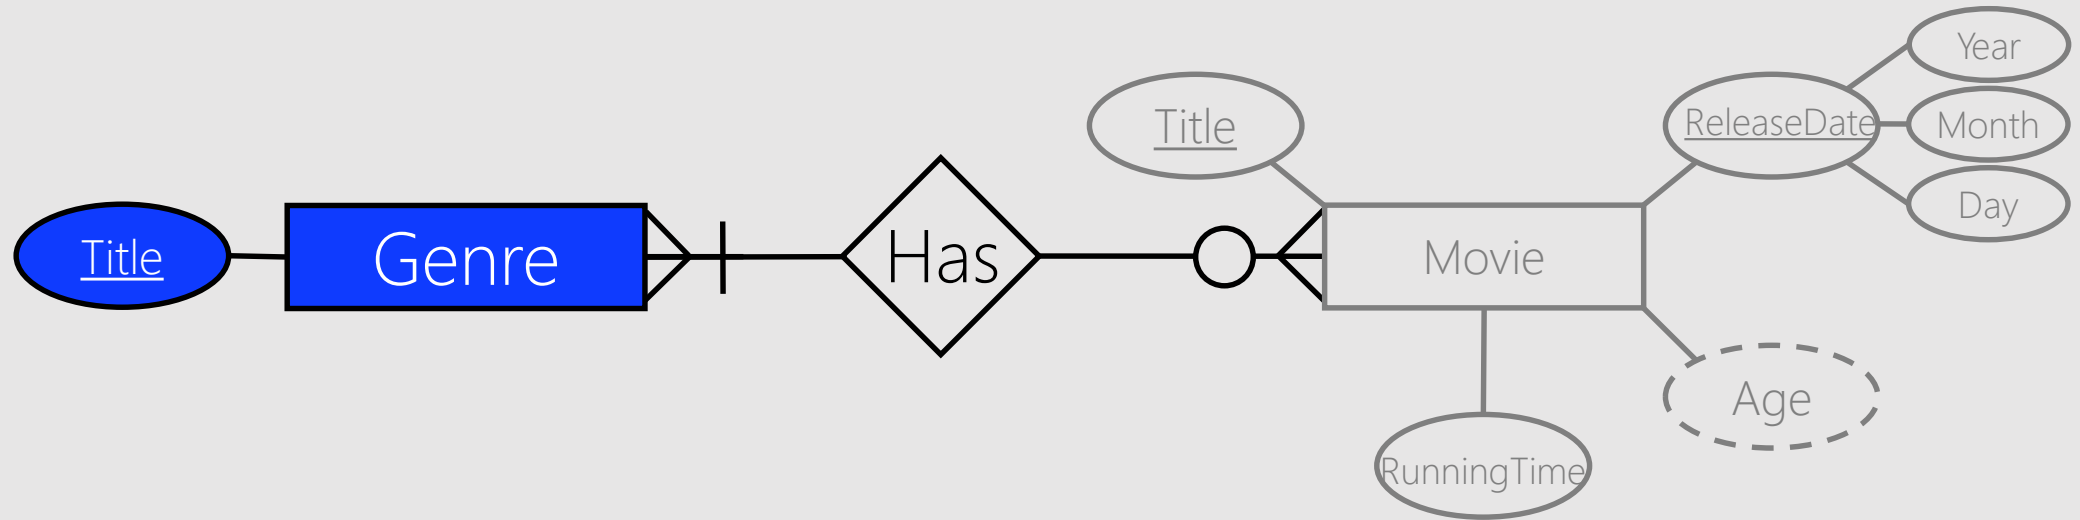 Title
Genre
Has
Title
Movie
RunningTime
ReleaseDate
Year
Month
Day
Age